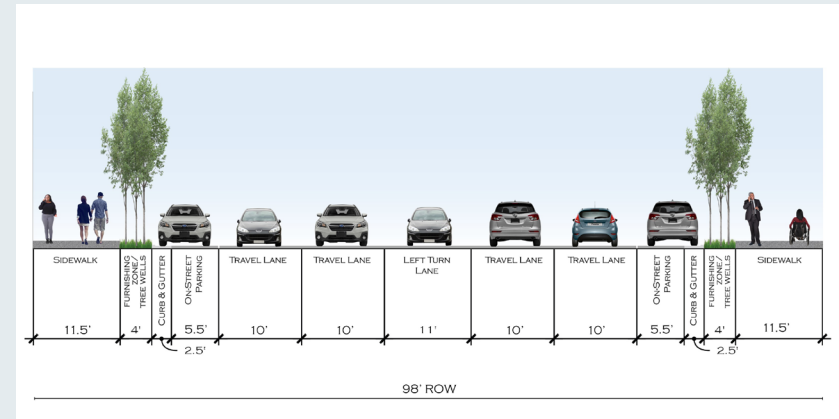 SIDEWALK
FURNISHING
ZONE/
TREE WELLS
CURB & GUTTER
ON-STREET
PARKING
TRAVEL LANE
TRAVEL LANE
LEFT TURN
LANE
TRAVEL LANE
TRAVEL LANE
ON-STREET
PARKING
CURB & GUTTER
FURNISHING
ZONE/
TREE WELLS
SIDEWALK
11.5'
4'
5.5'
10'
10'
11'
10'
10'
5.5'
4'
11.5'
2.5'
2.5'
98' ROW